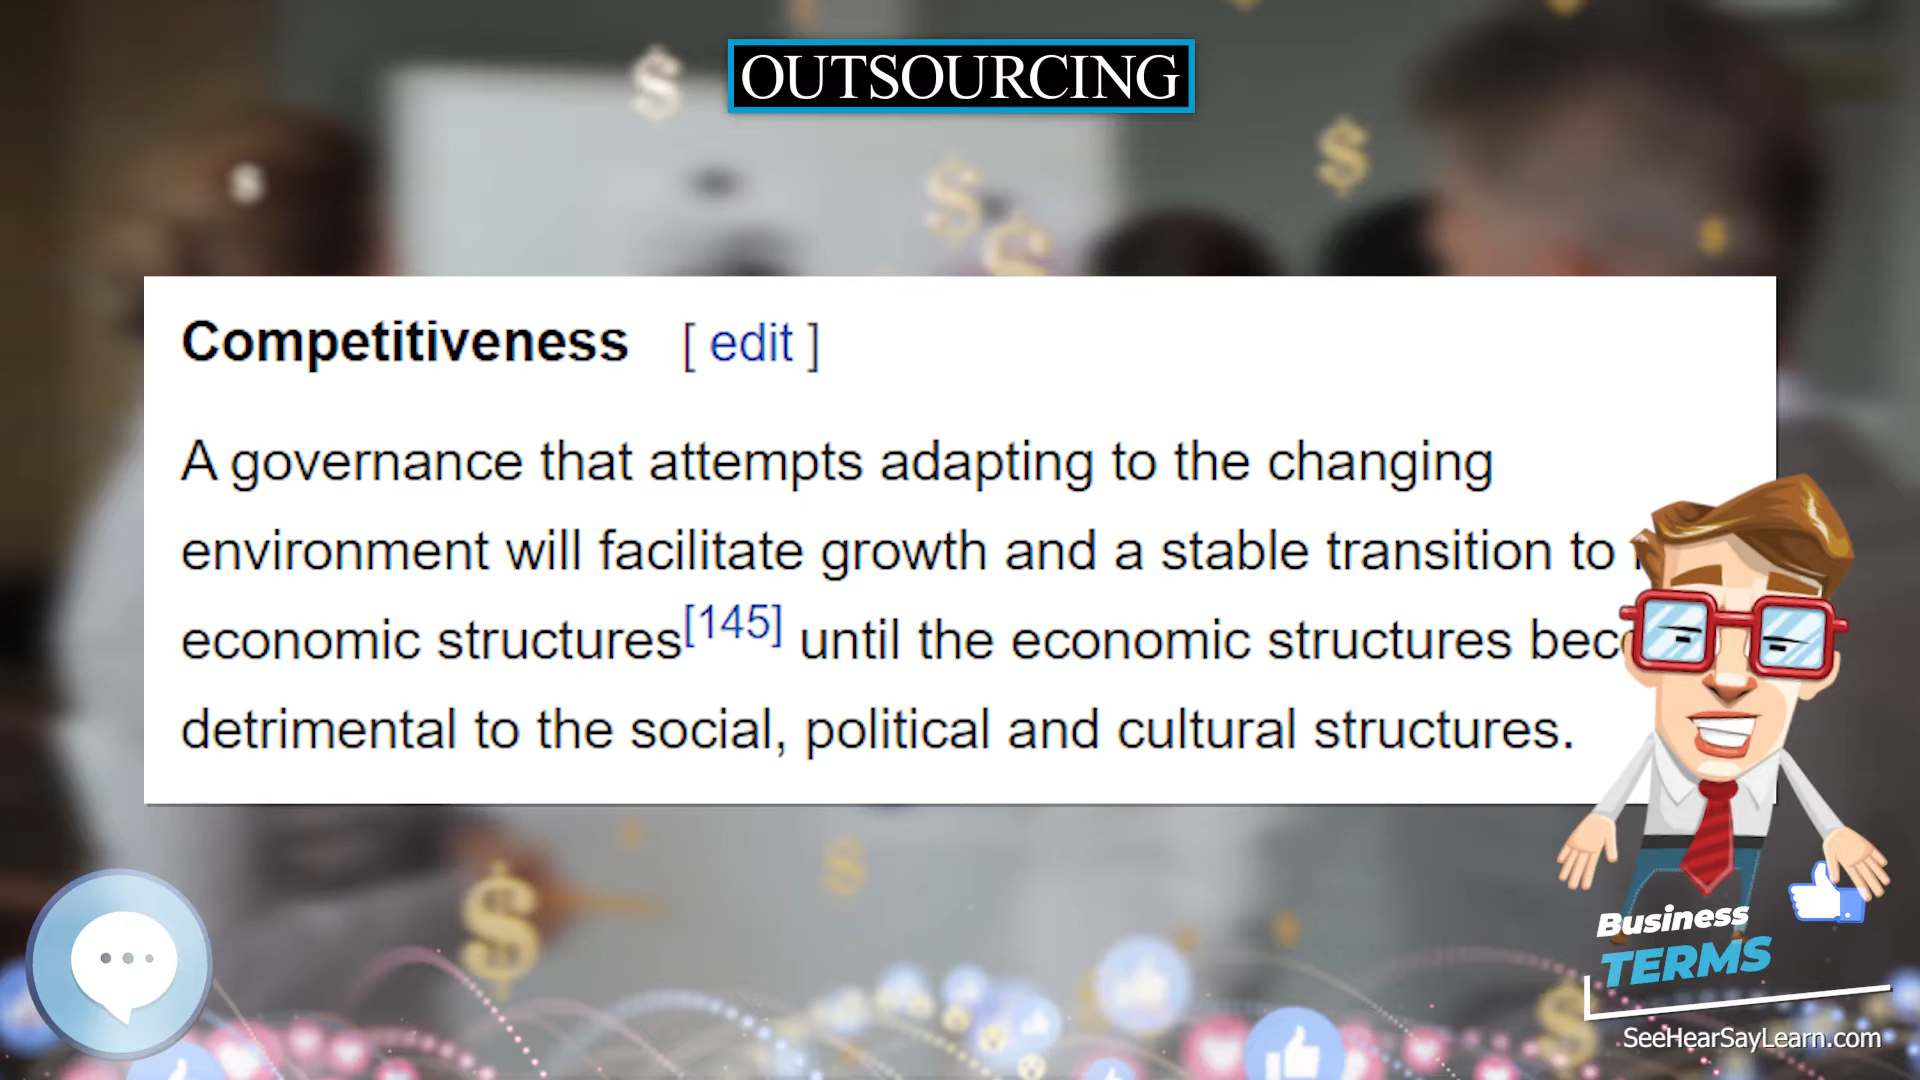 OUTSOURCING
Competitiveness [ edit ]
A governance that attempts adapting to the changing
environment will facilitate growth and a stable transition to
economic structures[145] until the economic structures
detrimental to the social, political and cultural structures.
Business
TERMS
SeeHearSayLearn.com